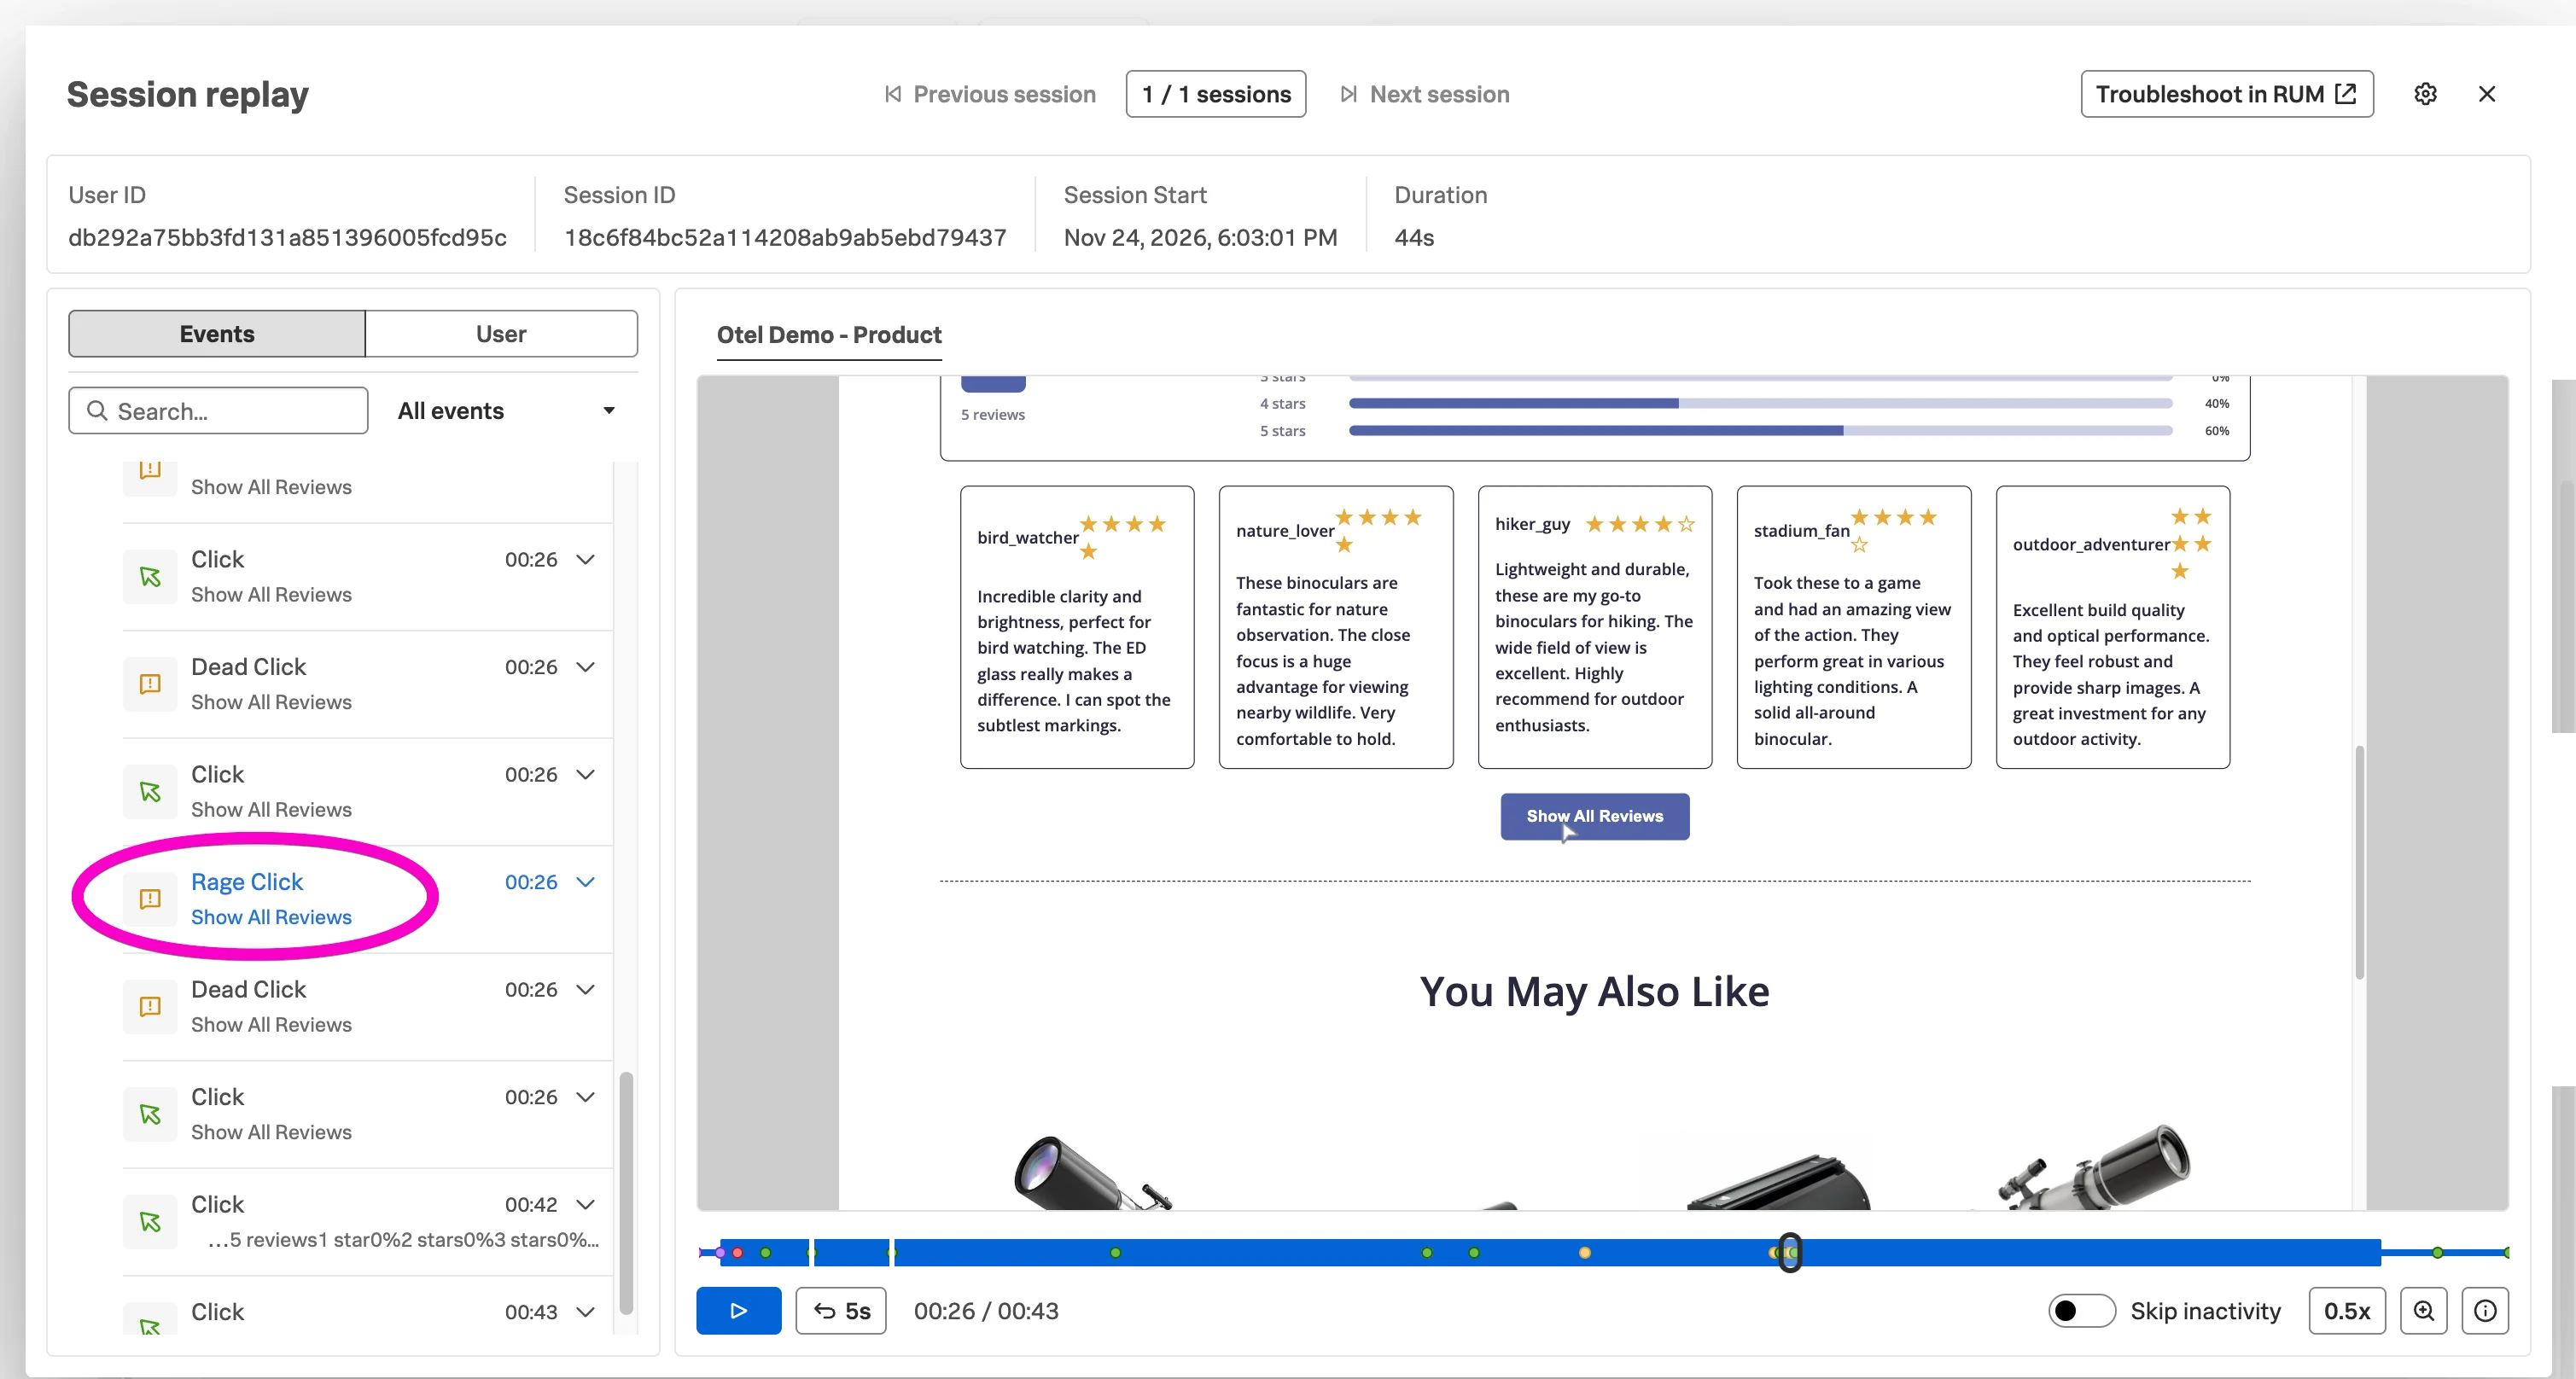 Session replay
Previous session
1 / 1 sessions
Next session
Troubleshoot in RUM
User ID
db292a75bb3fd131a851396005fcd95c
Session ID
18c6f84bc52a114208ab9ab5ebd79437
Session Start
Nov 24, 2026, 6:03:01 PM
Duration
44s
Events
User
Search...
All events
Show All Reviews
Click
00:26
Show All Reviews
Dead Click
00:26
Show All Reviews
Click
00:26
Show All Reviews
Rage Click
00:26
Show All Reviews
Dead Click
00:26
Show All Reviews
Click
00:26
Show All Reviews
Click
00:42
...5 reviews1 star0%2 stars0%3 stars0%...
Click
00:43
Otel Demo - Product
5 reviews
3 stars
0%
4 stars
40%
5 stars
60%
bird_watcher
Incredible clarity and
brightness, perfect for
bird watching. The ED
glass really makes a
difference. I can spot the
subtlest markings.
nature_lover
These binoculars are
fantastic for nature
observation. The close
focus is a huge
advantage for viewing
nearby wildlife. Very
comfortable to hold.
hiker_guy
Lightweight and durable,
these are my go-to
binoculars for hiking. The
wide field of view is
excellent. Highly
recommend for outdoor
enthusiasts.
stadium_fan
Took these to a game
and had an amazing view
of the action. They
perform great in various
lighting conditions. A
solid all-around
binocular.
outdoor_adventurer
Excellent build quality
and optical performance.
They feel robust and
provide sharp images. A
great investment for any
outdoor activity.
Show All Reviews
You May Also Like
5s
00:26 / 00:43
Skip inactivity
0.5x